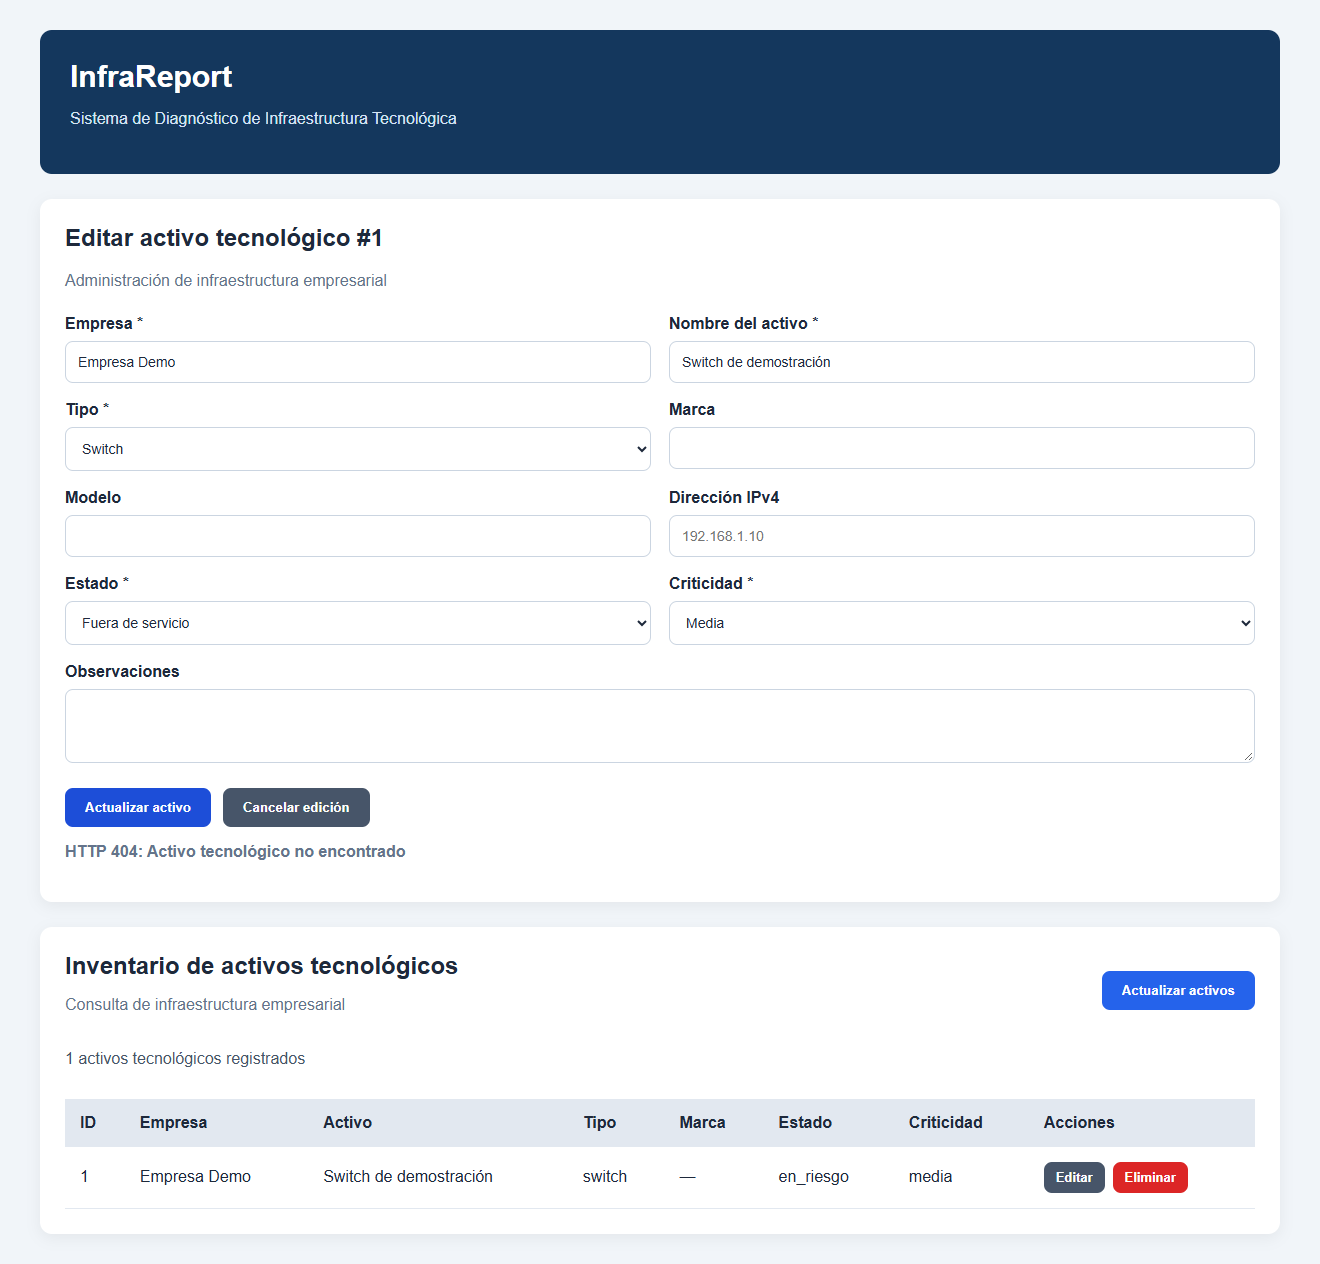 InfraReport
Sistema de Diagnóstico de Infraestructura Tecnológica
Editar activo tecnológico #1
Administración de infraestructura empresarial
Empresa * Nombre del activo *
Empresa Demo Switch de demostración
Tipo * Marca
Switch
Modelo Dirección IPv4
192.168.1.10
Estado * Criticidad *
Fuera de servicio Media
Observaciones
Actualizar activo Cancelar edición
HTTP 404: Activo tecnológico no encontrado
Inventario de activos tecnológicos
Consulta de infraestructura empresarial
Actualizar activos
1 activos tecnológicos registrados
ID Empresa Activo Tipo Marca Estado Criticidad Acciones
1 Empresa Demo Switch de demostración switch — en_riesgo media Editar Eliminar